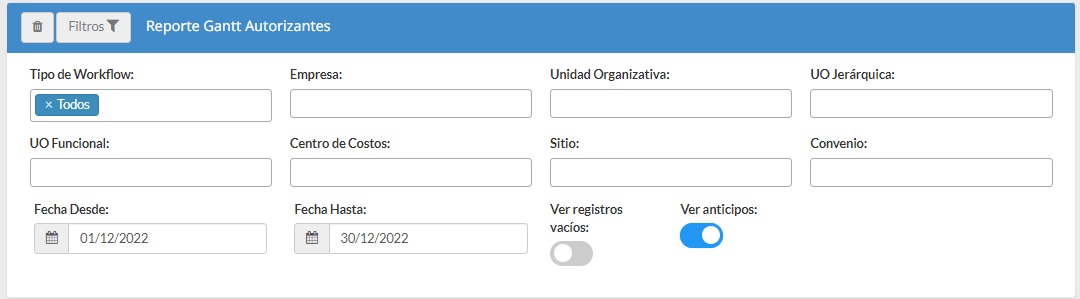 Filtros
Reporte Gantt Autorizantes
Tipo de Workflow:
Empresa:
Unidad Organizativa:
UO Jerárquica:
× Todos
UO Funcional:
Centro de Costos:
Sitio:
Convenio:
Fecha Desde:
Fecha Hasta:
Ver registros
vacíos:
Ver anticipos:
01/12/2022
30/12/2022